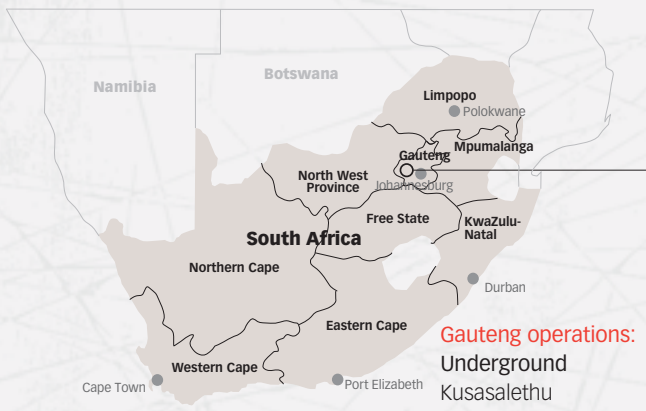 Namibia
Botswana
Limpopo
Polokwane
Mpumalanga
Gauteng
North West
Province
Johannesburg
Free State
KwaZulu-
Natal
South Africa
Northern Cape
Durban
Eastern Cape
Gauteng operations:
Underground
Western Cape
Cape Town
Port Elizabeth
Kusasalethu